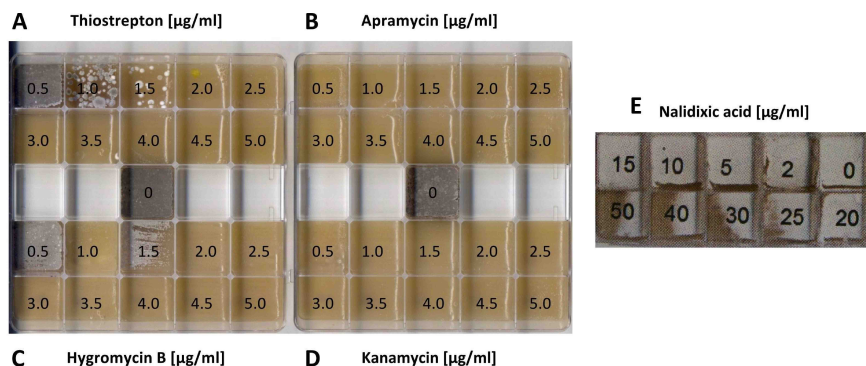 A Thiostrepton [µg/ml] B Apramycin [µg/ml]
0.5 1.0 1.5 2.0 2.5 0.5 1.0 1.5 2.0 2.5
3.0 3.5 4.0 4.5 5.0 3.0 3.5 4.0 4.5 5.0
0 0
0.5 1.0 1.5 2.0 2.5 0.5 1.0 1.5 2.0 2.5
3.0 3.5 4.0 4.5 5.0 3.0 3.5 4.0 4.5 5.0
C Hygromycin B [µg/ml] D Kanamycin [µg/ml]
E Nalidixic acid [µg/ml]
15 10 5 2 0
50 40 30 25 20